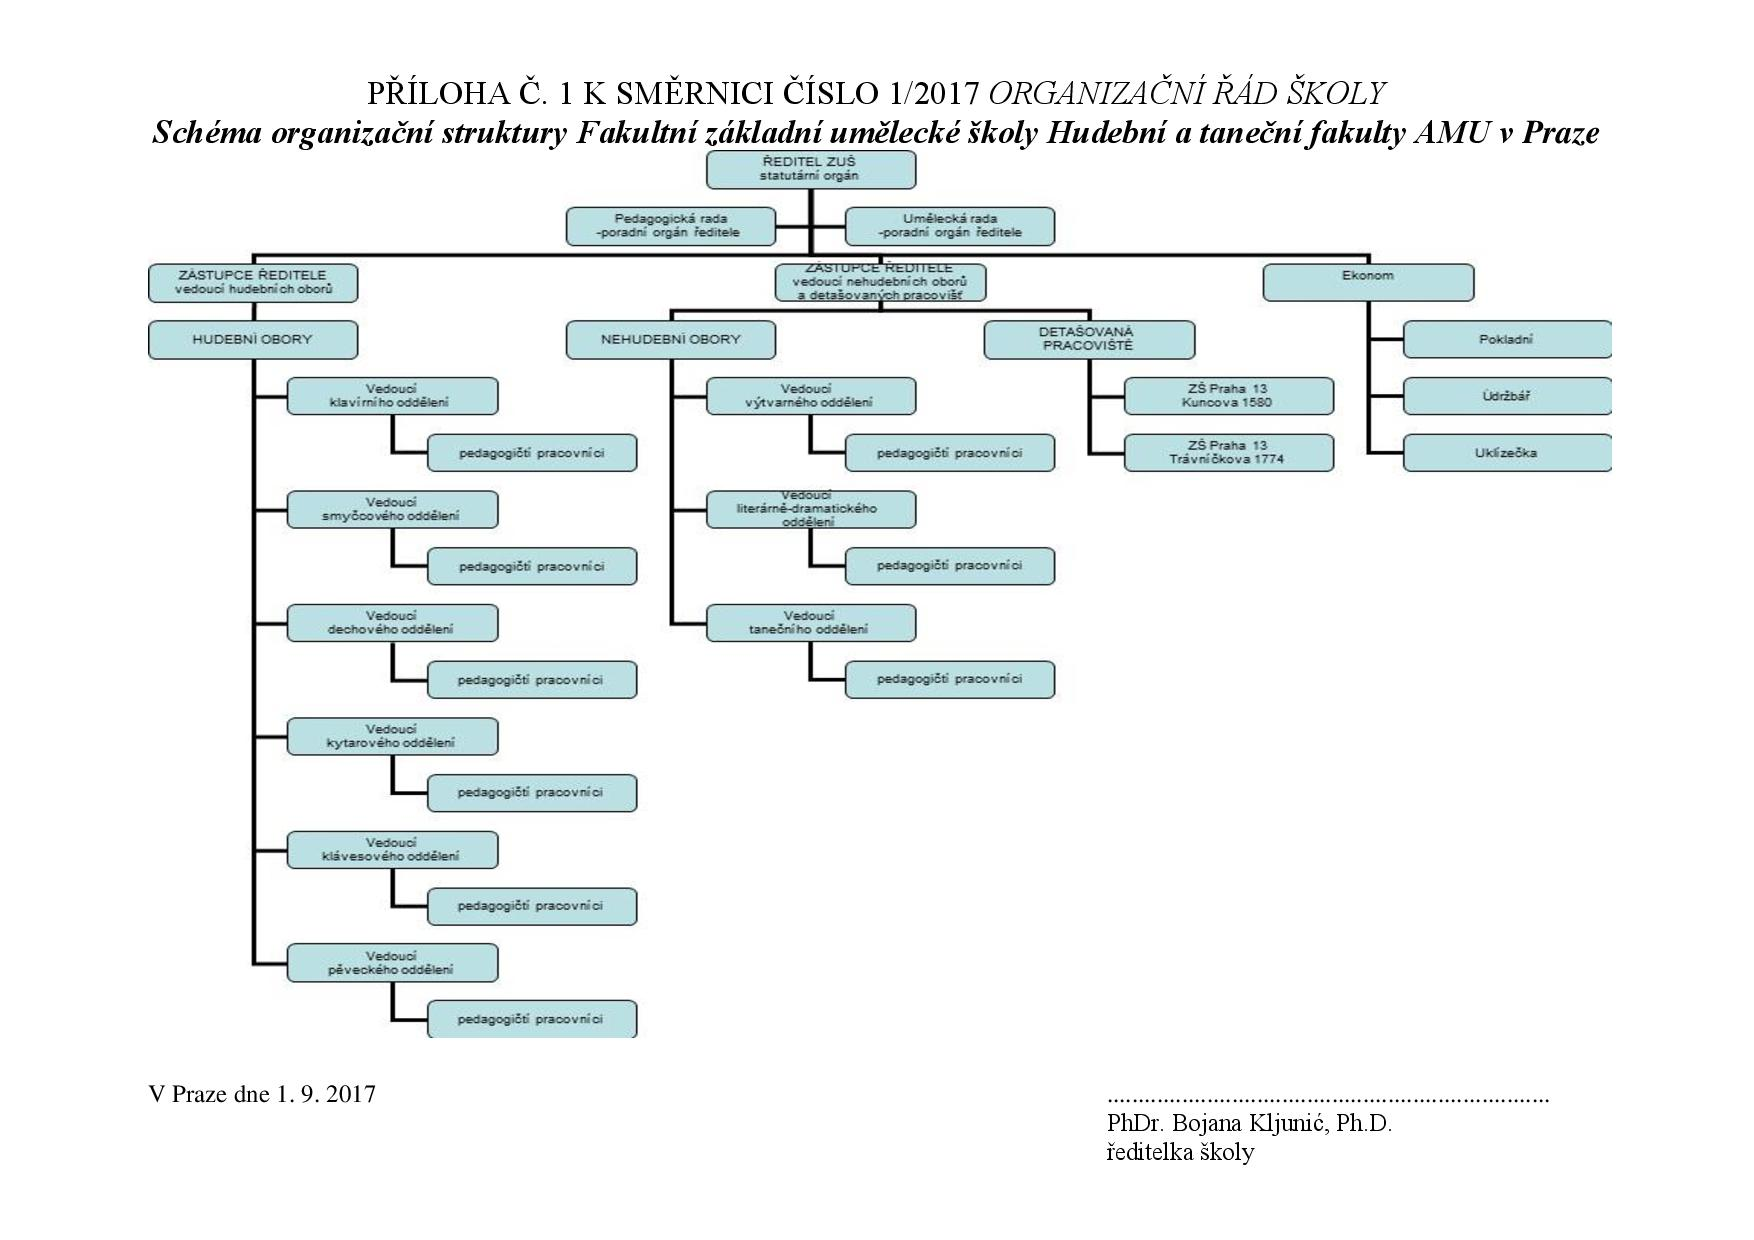 PŘÍLOHA Č. 1 K SMĚRNICI ČÍSLO 1/2017 ORGANIZAČNÍ ŘÁD ŠKOLY
Schéma organizační struktury Fakultní základní umělecké školy Hudební a taneční fakulty AMU v Praze
ŘEDITEL ZUŠ
statutární orgán
Pedagogická rada
-poradní orgán ředitele
Umělecká rada
-poradní orgán ředitele
ZÁSTUPCE ŘEDITELE
vedoucí hudebních oborů
ZÁSTUPCE ŘEDITELE
vedoucí nehudebních oborů
a detašovaných pracovišť
Ekonom
HUDEBNÍ OBORY
NEHUDEBNÍ OBORY
DETAŠOVANÁ
PRACOVIŠTĚ
Pokladní
Údržbář
Uklízečka
Vedoucí
klavírního oddělení
pedagogičtí pracovníci
Vedoucí
smyčcového oddělení
pedagogičtí pracovníci
Vedoucí
dechového oddělení
pedagogičtí pracovníci
Vedoucí
kytarového oddělení
pedagogičtí pracovníci
Vedoucí
klávesového oddělení
pedagogičtí pracovníci
Vedoucí
pěveckého oddělení
pedagogičtí pracovníci
Vedoucí
výtvarného oddělení
pedagogičtí pracovníci
Vedoucí
literárně-dramatického
oddělení
pedagogičtí pracovníci
Vedoucí
tanečního oddělení
pedagogičtí pracovníci
ZŠ Praha 13
Kuncova 1580
ZŠ Praha 13
Trávníčkova 1774
V Praze dne 1. 9. 2017
.......................................................................
PhDr. Bojana Kljunić, Ph.D.
ředitelka školy